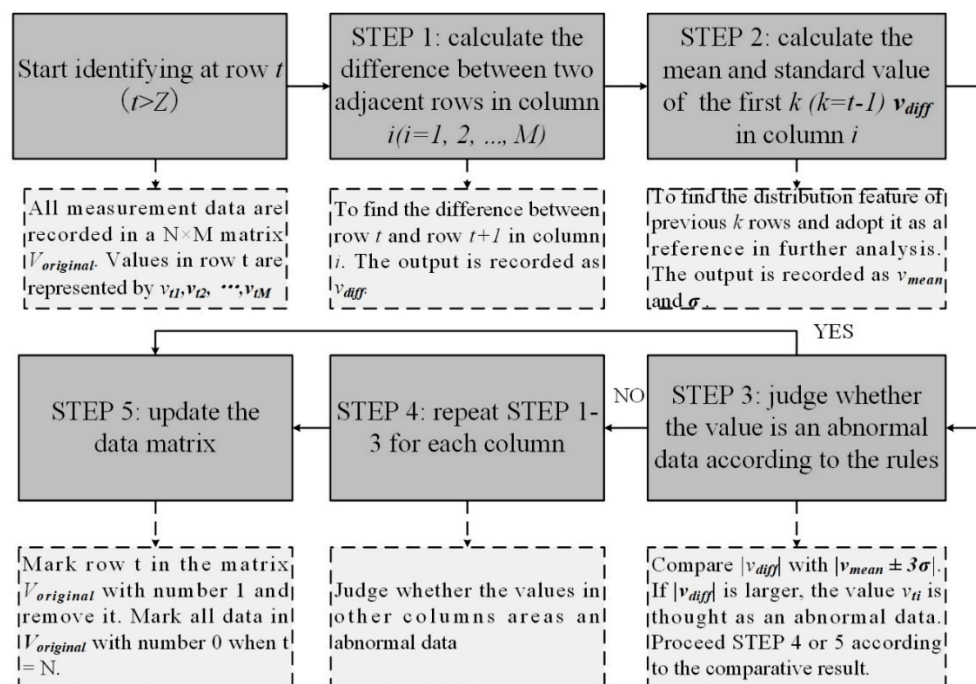 Start identifying at row t
(t>Z)
STEP 1: calculate the
difference between two
adjacent rows in column
i(i=1, 2, ..., M)
STEP 2: calculate the
mean and standard value
of the first k (k=t-1) v_diff
in column i
All measurement data are
recorded in a N×M matrix
V_original. Values in row t are
represented by v_t1,v_t2, ···,v_tM
To find the difference between
row t and row t+1 in column
i. The output is recorded as
v_diff.
To find the distribution feature of
previous k rows and adopt it as a
reference in further analysis.
The output is recorded as v_mean
and σ .
YES
STEP 5: update the
data matrix
STEP 4: repeat STEP 1-
3 for each column
NO
STEP 3: judge whether
the value is an abnormal
data according to the rules
Mark row t in the matrix
V_original with number 1 and
remove it. Mark all data in
V_original with number 0 when t
= N.
Judge whether the values in
other columns areas an
abnormal data
Compare |v_diff| with |v_mean ± 3σ|.
If |v_diff| is larger, the value v_ti is
thought as an abnormal data.
Proceed STEP 4 or 5 according
to the comparative result.